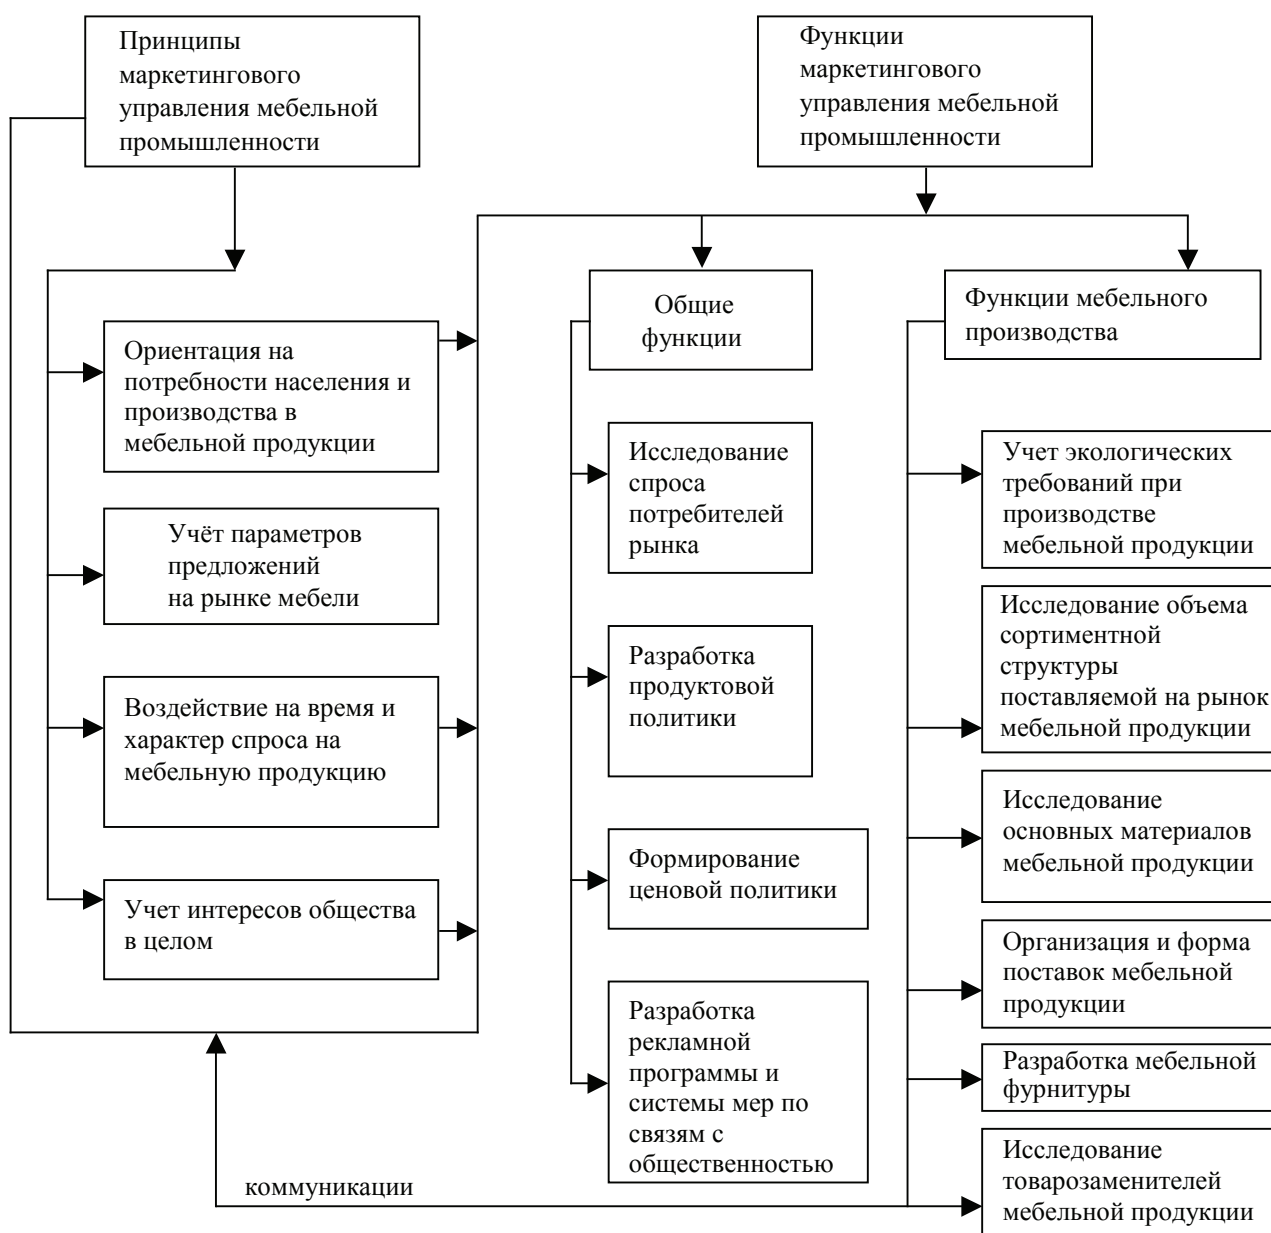 Принципы
маркетингового
управления мебельной
промышленности
Функции
маркетингового
управления мебельной
промышленности
Ориентация на
потребности населения и
производства в
мебельной продукции
Учёт параметров
предложений
на рынке мебели
Воздействие на время и
характер спроса на
мебельную продукцию
Учет интересов общества
в целом
Общие
функции
Исследование
спроса
потребителей
рынка
Разработка
продуктовой
политики
Формирование
ценовой политики
Разработка
рекламной
программы и
системы мер по
связям с
общественностью
Функции мебельного
производства
Учет экологических
требований при
производстве
мебельной продукции
Исследование объема
сортиментной
структуры
поставляемой на рынок
мебельной продукции
Исследование
основных материалов
мебельной продукции
Организация и форма
поставок мебельной
продукции
Разработка мебельной
фурнитуры
Исследование
товарозаменителей
мебельной продукции
коммуникации